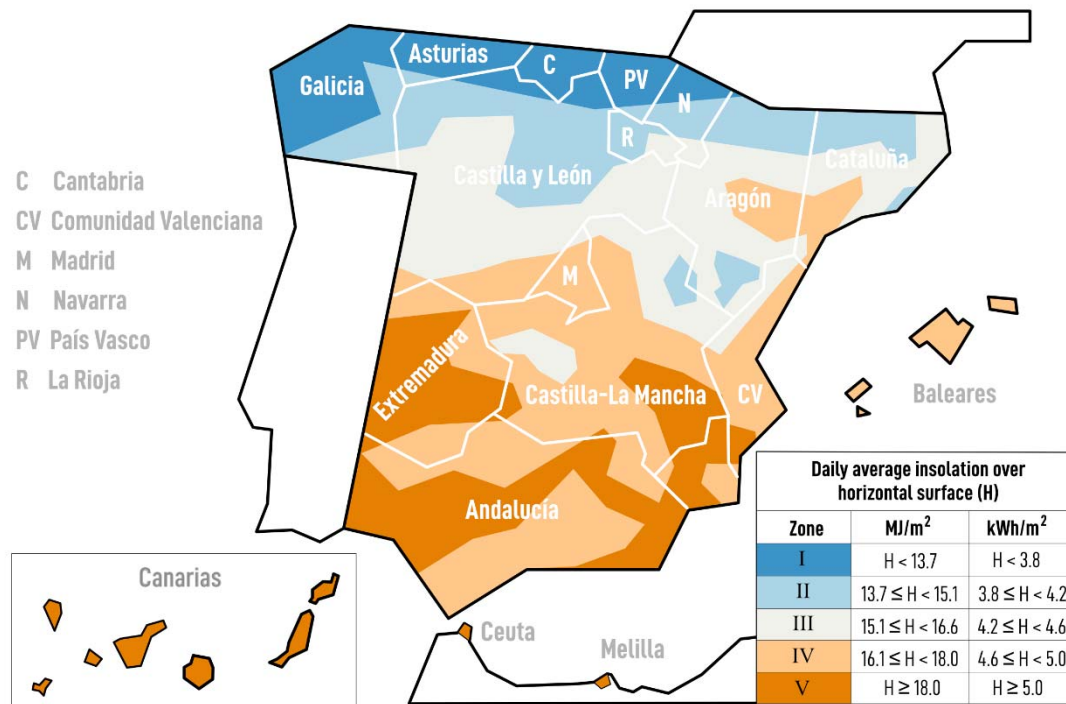 Asturias
C
PV
Galicia
N
R
Cataluña
Castilla y León
Aragón
C Cantabria
CV Comunidad Valenciana
M Madrid
N Navarra
PV País Vasco
R La Rioja
M
Extremadura
Castilla-La Mancha
CV
Baleares
Andalucía
Canarias
Ceuta
Melilla
Daily average insolation over
horizontal surface (H)
Zone MJ/m² kWh/m²
I H < 13.7 H < 3.8
II 13.7 ≤ H < 15.1 3.8 ≤ H < 4.2
III 15.1 ≤ H < 16.6 4.2 ≤ H < 4.6
IV 16.1 ≤ H < 18.0 4.6 ≤ H < 5.0
V H ≥ 18.0 H ≥ 5.0